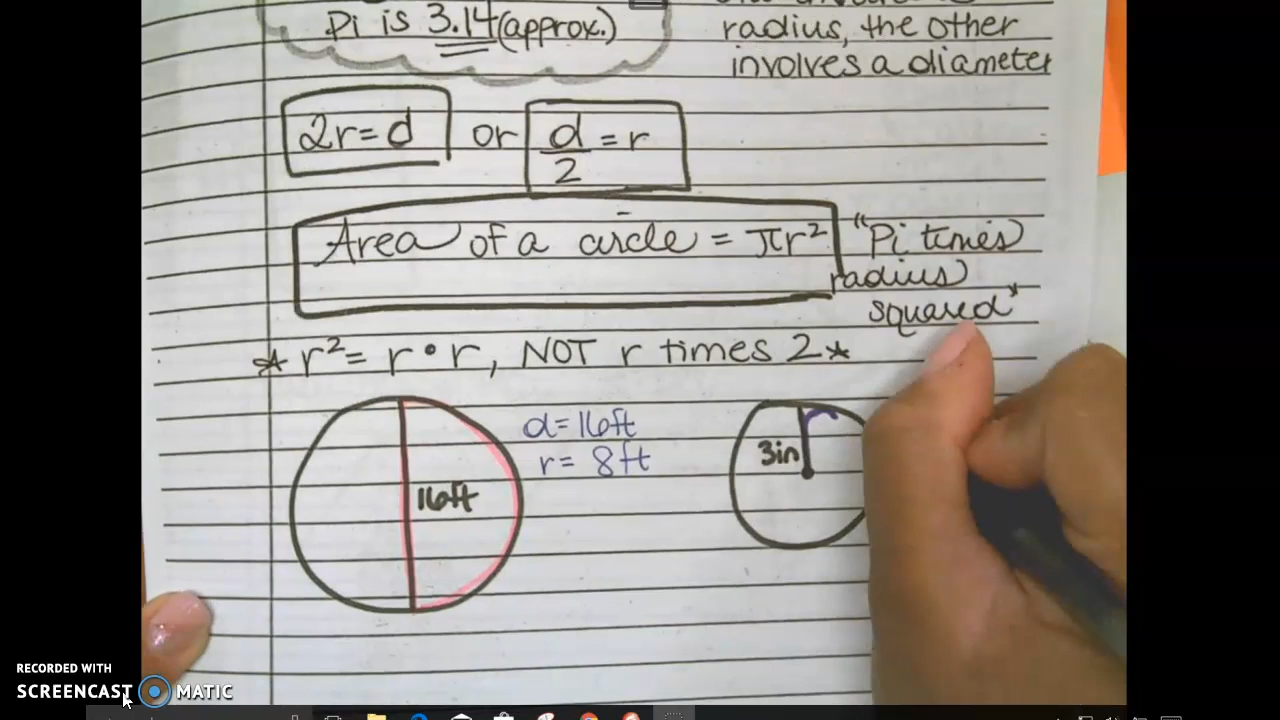 Pi is 3.14 (approx.)
radius, the other
involves a diameter
2r = d or d/2 = r
Area of a circle = πr² "Pi times
radius
squared"
* r² = r • r, NOT r times 2 *
d = 16ft
r = 8ft
16ft
3in
RECORDED WITH
SCREENCAST MATIC